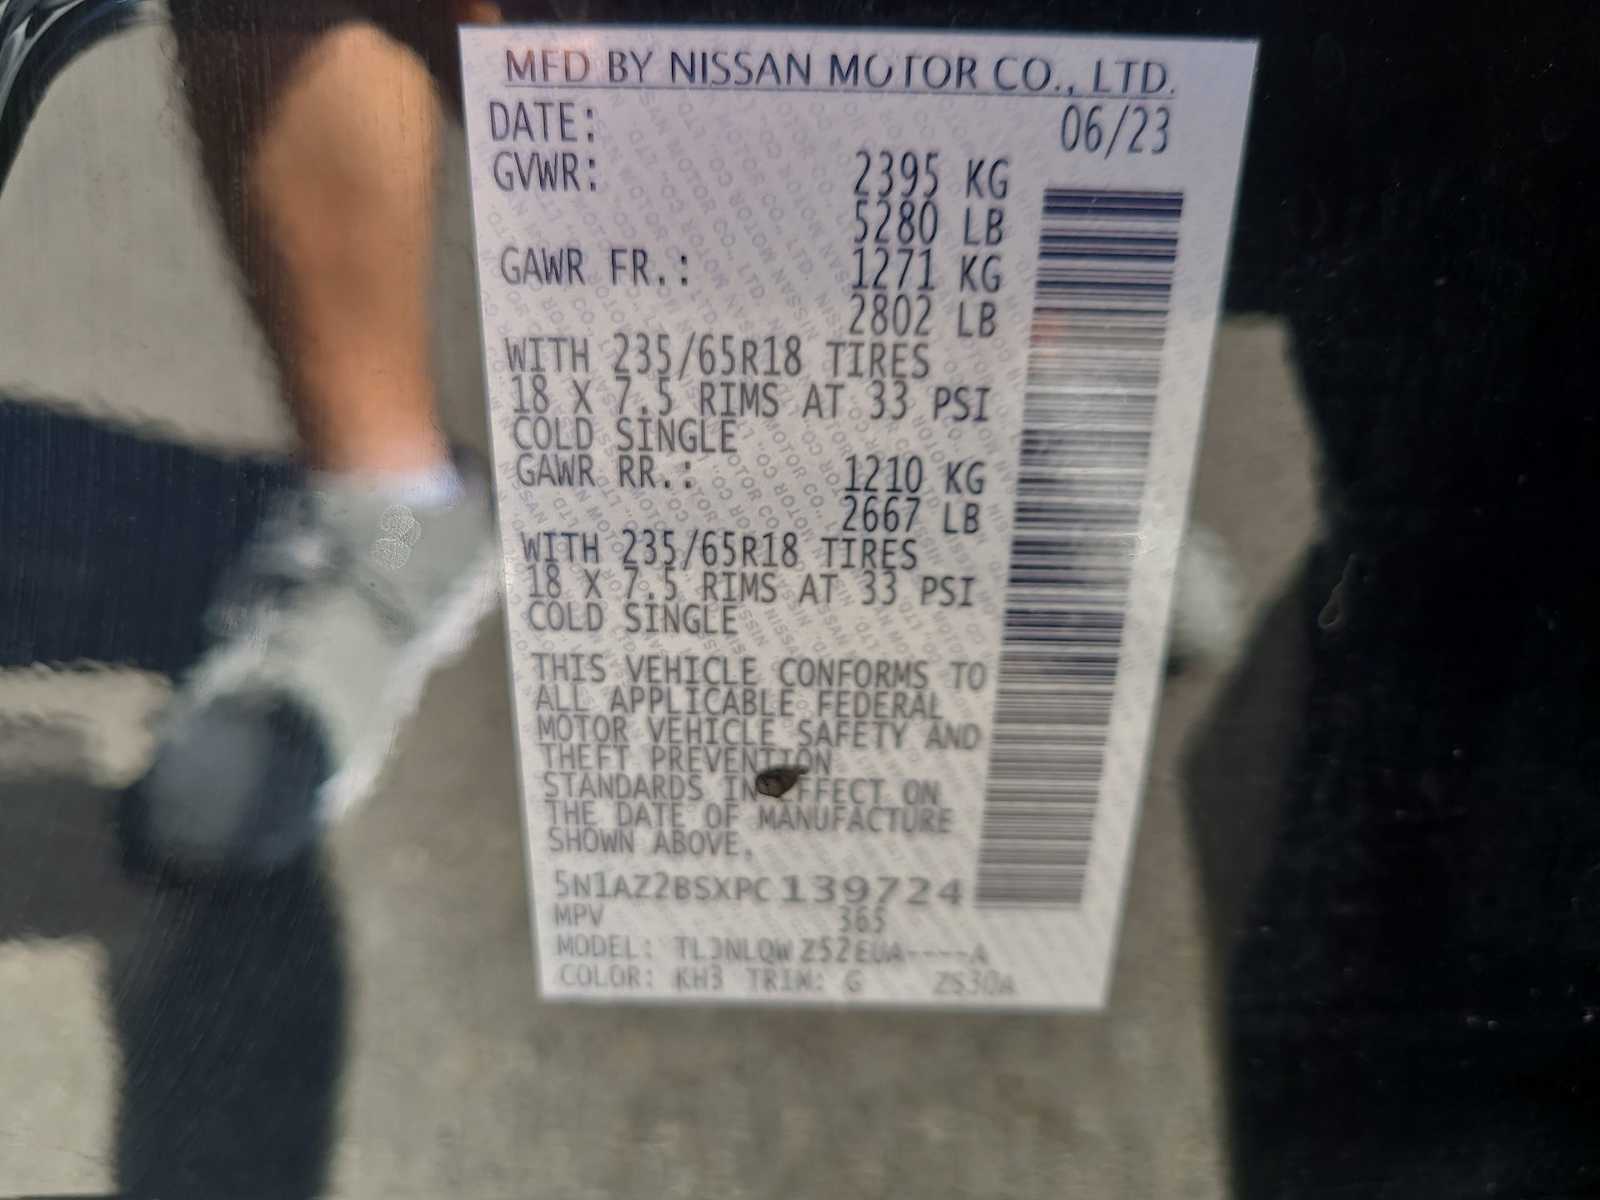 MFD BY NISSAN MOTOR CO., LTD.
DATE: 06/23
GVWR: 2395 KG
5280 LB
GAWR FR.: 1271 KG
2802 LB
WITH 235/65R18 TIRES
18 X 7.5 RIMS AT 33 PSI
COLD SINGLE
GAWR RR.: 1210 KG
2667 LB
WITH 235/65R18 TIRES
18 X 7.5 RIMS AT 33 PSI
COLD SINGLE
THIS VEHICLE CONFORMS TO
ALL APPLICABLE FEDERAL
MOTOR VEHICLE SAFETY AND
THEFT PREVENTION
STANDARDS IN EFFECT ON
THE DATE OF MANUFACTURE
SHOWN ABOVE.
5N1AZ2BSXPC139724
MPV 365
MODEL: TLJNLQW Z52EUA----A
COLOR: KH3 TRIM: G ZS30A